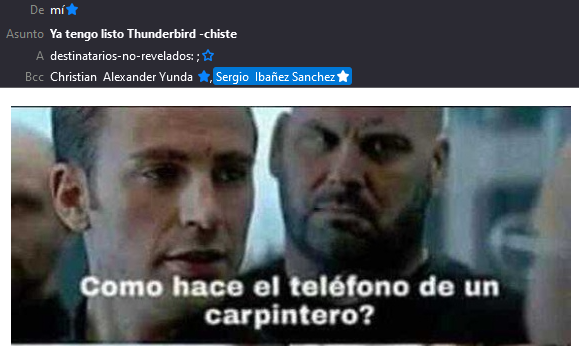 De mí
Asunto Ya tengo listo Thunderbird -chiste
A destinatarios-no-revelados: ;
Bcc Christian Alexander Yunda , Sergio Ibañez Sanchez
Como hace el teléfono de un
carpintero?